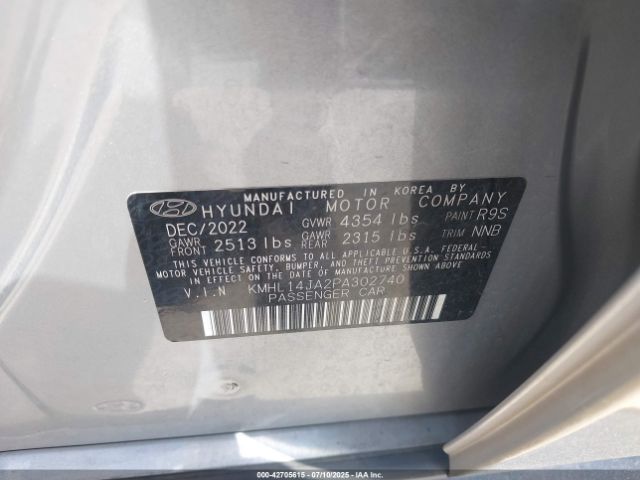 MANUFACTURED IN KOREA BY
HYUNDAI MOTOR COMPANY
DEC/2022 GVWR 4354 lbs PAINT R9S
GAWR FRONT 2513 lbs GAWR REAR 2315 lbs TRIM NNB
THIS VEHICLE CONFORMS TO ALL APPLICABLE U.S.A. FEDERAL
MOTOR VEHICLE SAFETY, BUMPER, AND THEFT PREVENTION
STANDARDS IN EFFECT ON THE DATE OF MANUFACTURE SHOWN ABOVE.
V.I.N KMHL14JA2PA302740
PASSENGER CAR
000-42705615 - 07/10/2025 - IAAI.COM